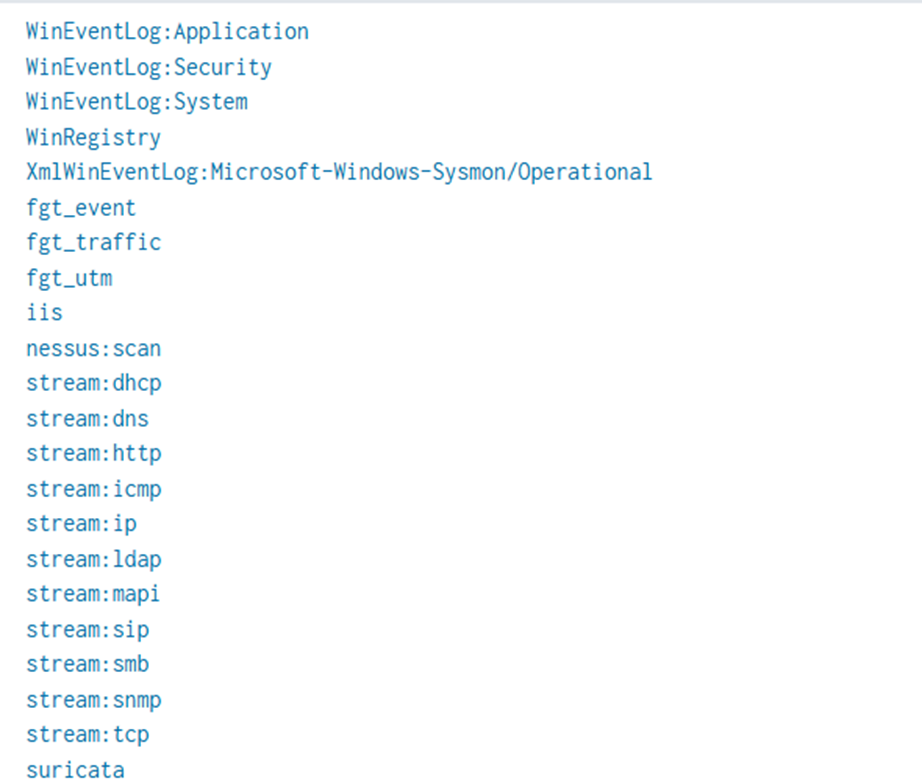 WinEventLog:Application
WinEventLog:Security
WinEventLog:System
WinRegistry
XmlWinEventLog:Microsoft-Windows-Sysmon/Operational
fgt_event
fgt_traffic
fgt_utm
iis
nessus:scan
stream:dhcp
stream:dns
stream:http
stream:icmp
stream:ip
stream:ldap
stream:mapi
stream:sip
stream:smb
stream:snmp
stream:tcp
suricata